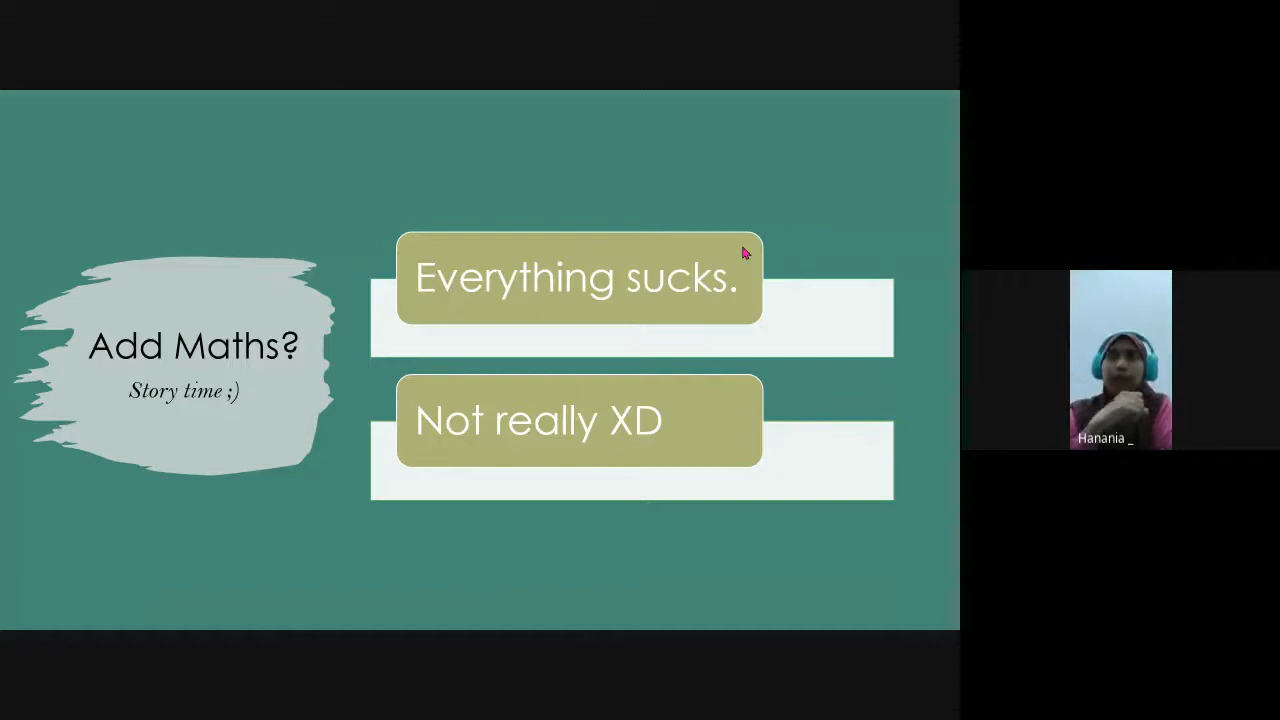 Add Maths?
Story time ;)
Everything sucks.
Not really XD
Hanania _